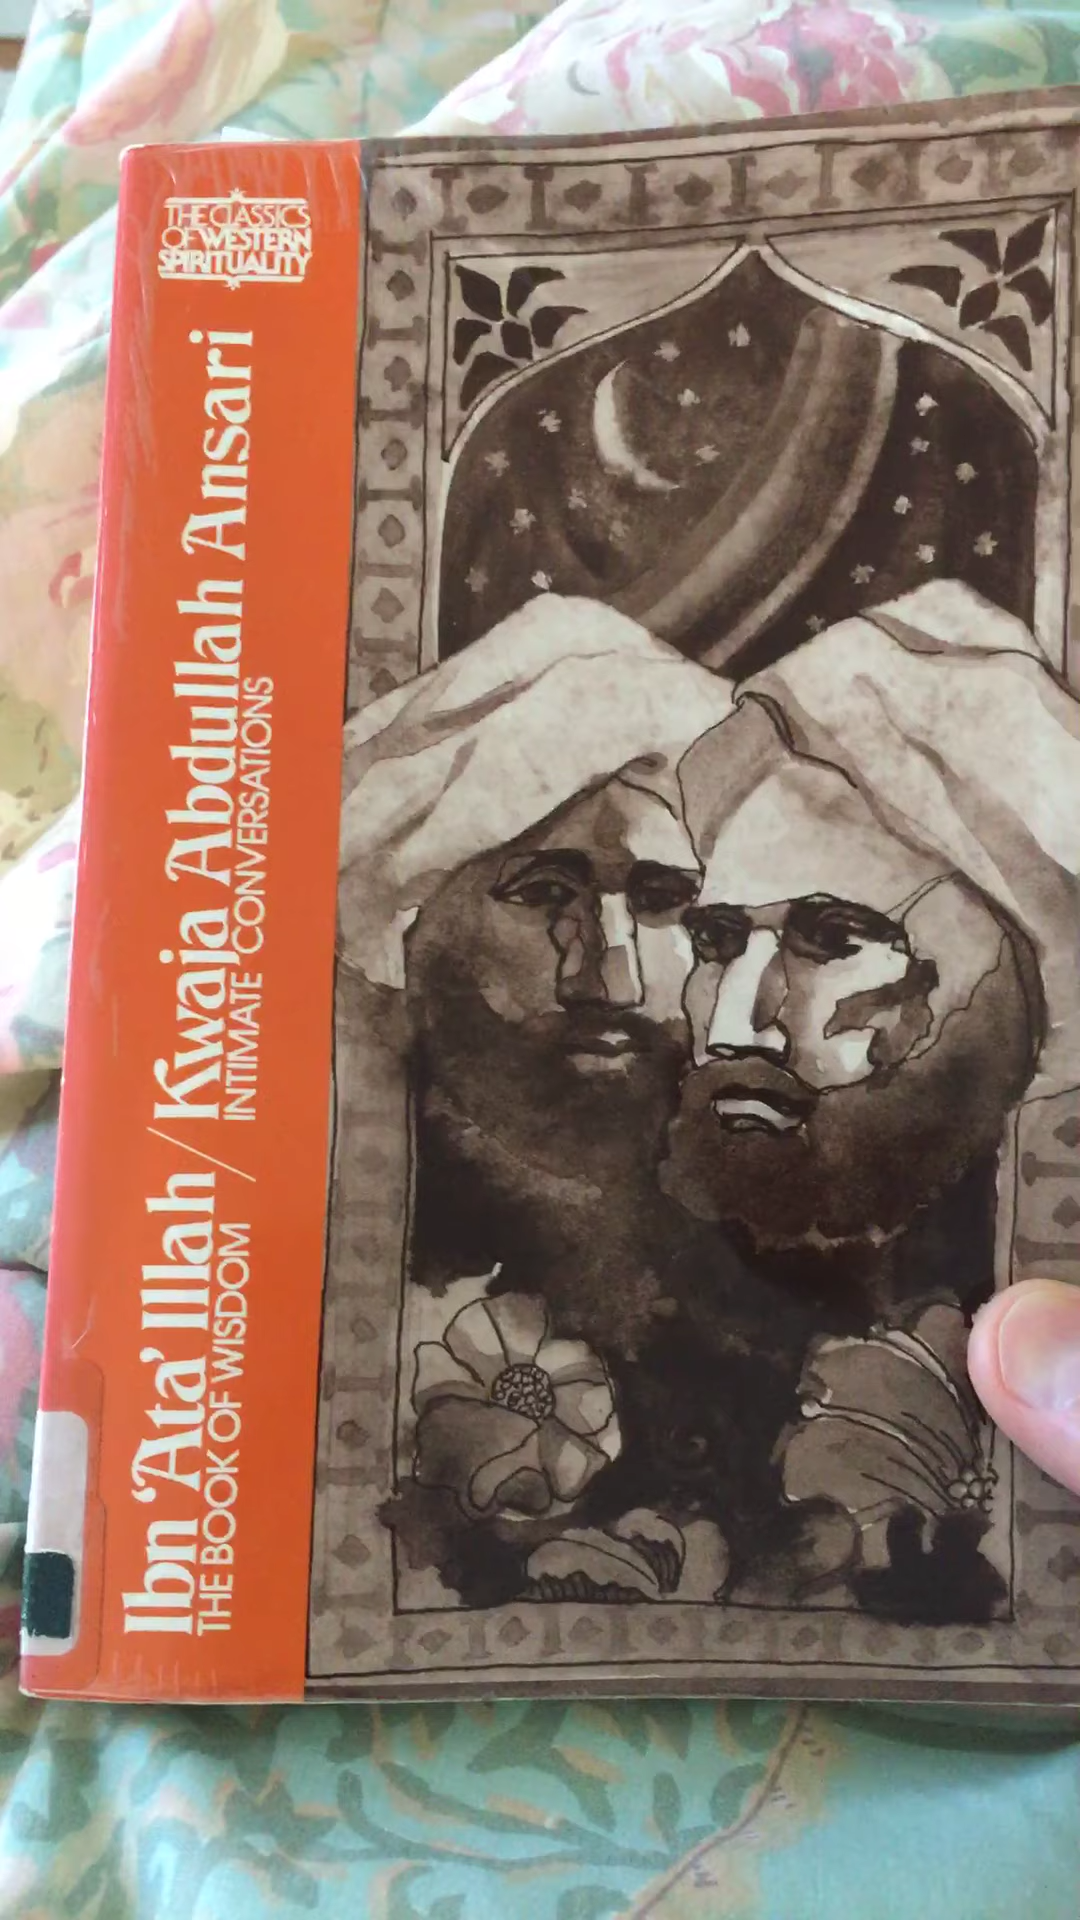 THE CLASSICS
OF WESTERN
SPIRITUALITY
Ibn ‘Ata’ Illah / Kwaja Abdullah Ansari
THE BOOK OF WISDOM INTIMATE CONVERSATIONS